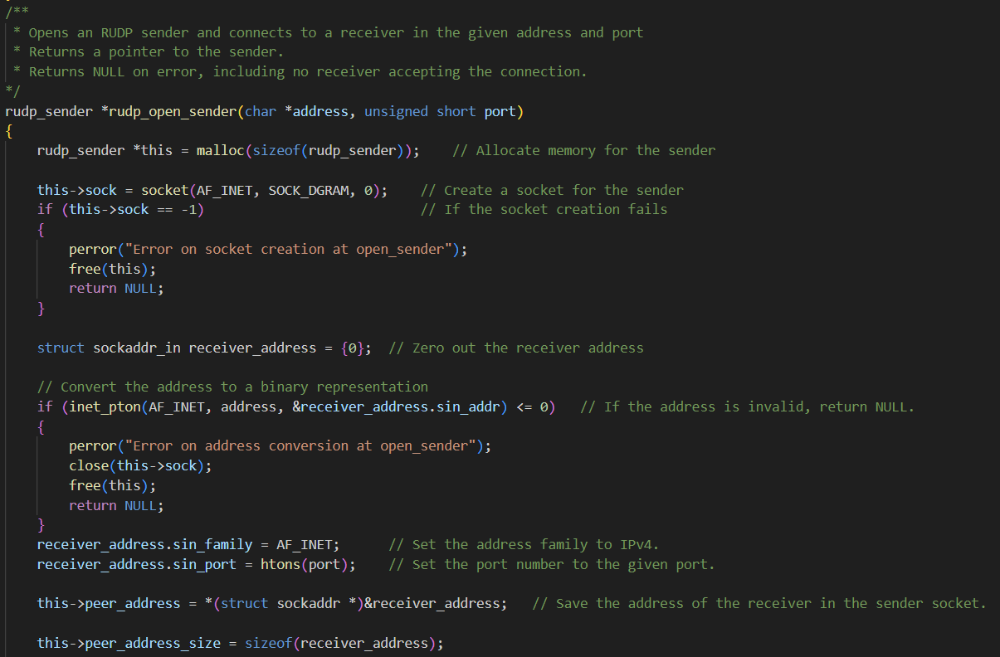 /**
 * Opens an RUDP sender and connects to a receiver in the given address and port
 * Returns a pointer to the sender.
 * Returns NULL on error, including no receiver accepting the connection.
*/
rudp_sender *rudp_open_sender(char *address, unsigned short port)
{
    rudp_sender *this = malloc(sizeof(rudp_sender));    // Allocate memory for the sender

    this->sock = socket(AF_INET, SOCK_DGRAM, 0);    // Create a socket for the sender
    if (this->sock == -1)                           // If the socket creation fails
    {
        perror("Error on socket creation at open_sender");
        free(this);
        return NULL;
    }

    struct sockaddr_in receiver_address = {0};  // Zero out the receiver address

    // Convert the address to a binary representation
    if (inet_pton(AF_INET, address, &receiver_address.sin_addr) <= 0)   // If the address is invalid, return NULL.
    {
        perror("Error on address conversion at open_sender");
        close(this->sock);
        free(this);
        return NULL;
    }
    receiver_address.sin_family = AF_INET;      // Set the address family to IPv4.
    receiver_address.sin_port = htons(port);    // Set the port number to the given port.

    this->peer_address = *(struct sockaddr *)&receiver_address;   // Save the address of the receiver in the sender socket.

    this->peer_address_size = sizeof(receiver_address);